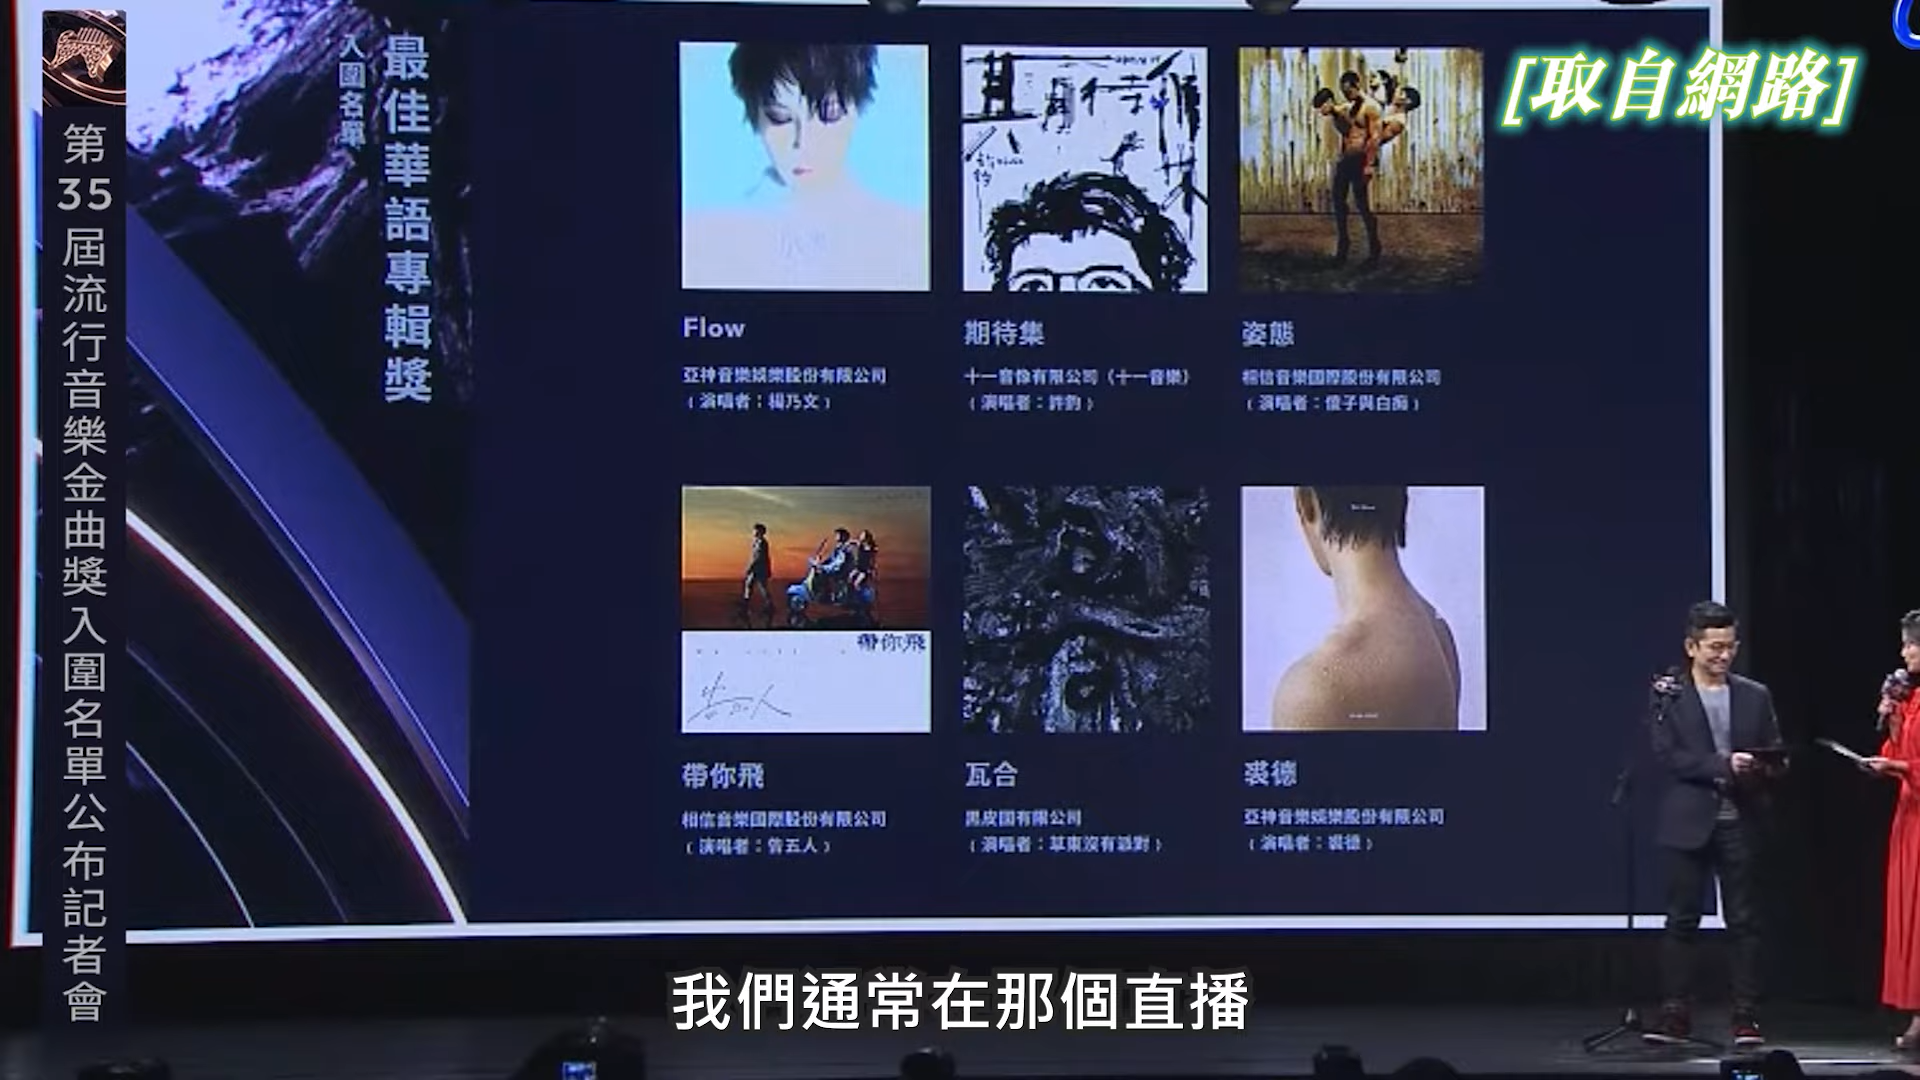 第35屆流行音樂金曲獎入圍名單公布記者會
最佳華語專輯獎
入圍名單
[取自網路]
Flow
亞神音樂娛樂股份有限公司
(演唱者:楊乃文)
期待集
十一音像有限公司(十一音樂)
(演唱者:許鈞)
姿態
相信音樂國際股份有限公司
(演唱者:傻子與白痴)
帶你飛
帶你飛
告五人
相信音樂國際股份有限公司
(演唱者:告五人)
瓦合
黑皮國有限公司
(演唱者:草東沒有派對)
裘德
亞神音樂娛樂股份有限公司
(演唱者:裘德)
我們通常在那個直播